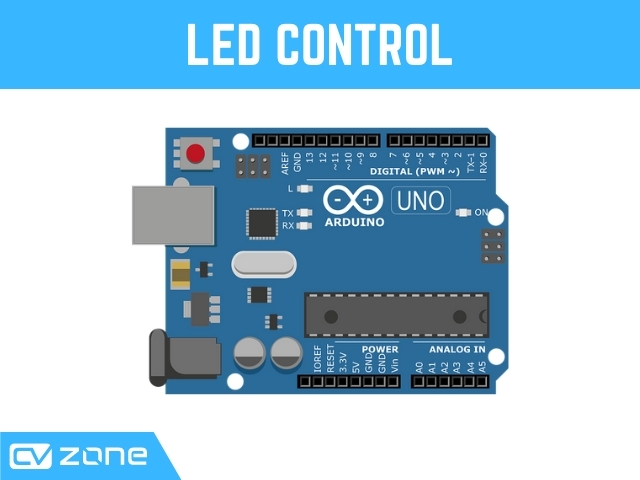 LED CONTROL
AREF GND 13 12 ~11 ~10 ~9 8 7 ~6 ~5 4 ~3 2 TX-1 RX-0
DIGITAL (PWM ~)
L
TX
RX
ARDUINO
UNO
ON
POWER
ANALOG IN
IOREF RESET 3.3V 5V GND GND Vin A0 A1 A2 A3 A4 A5
CV ZONE